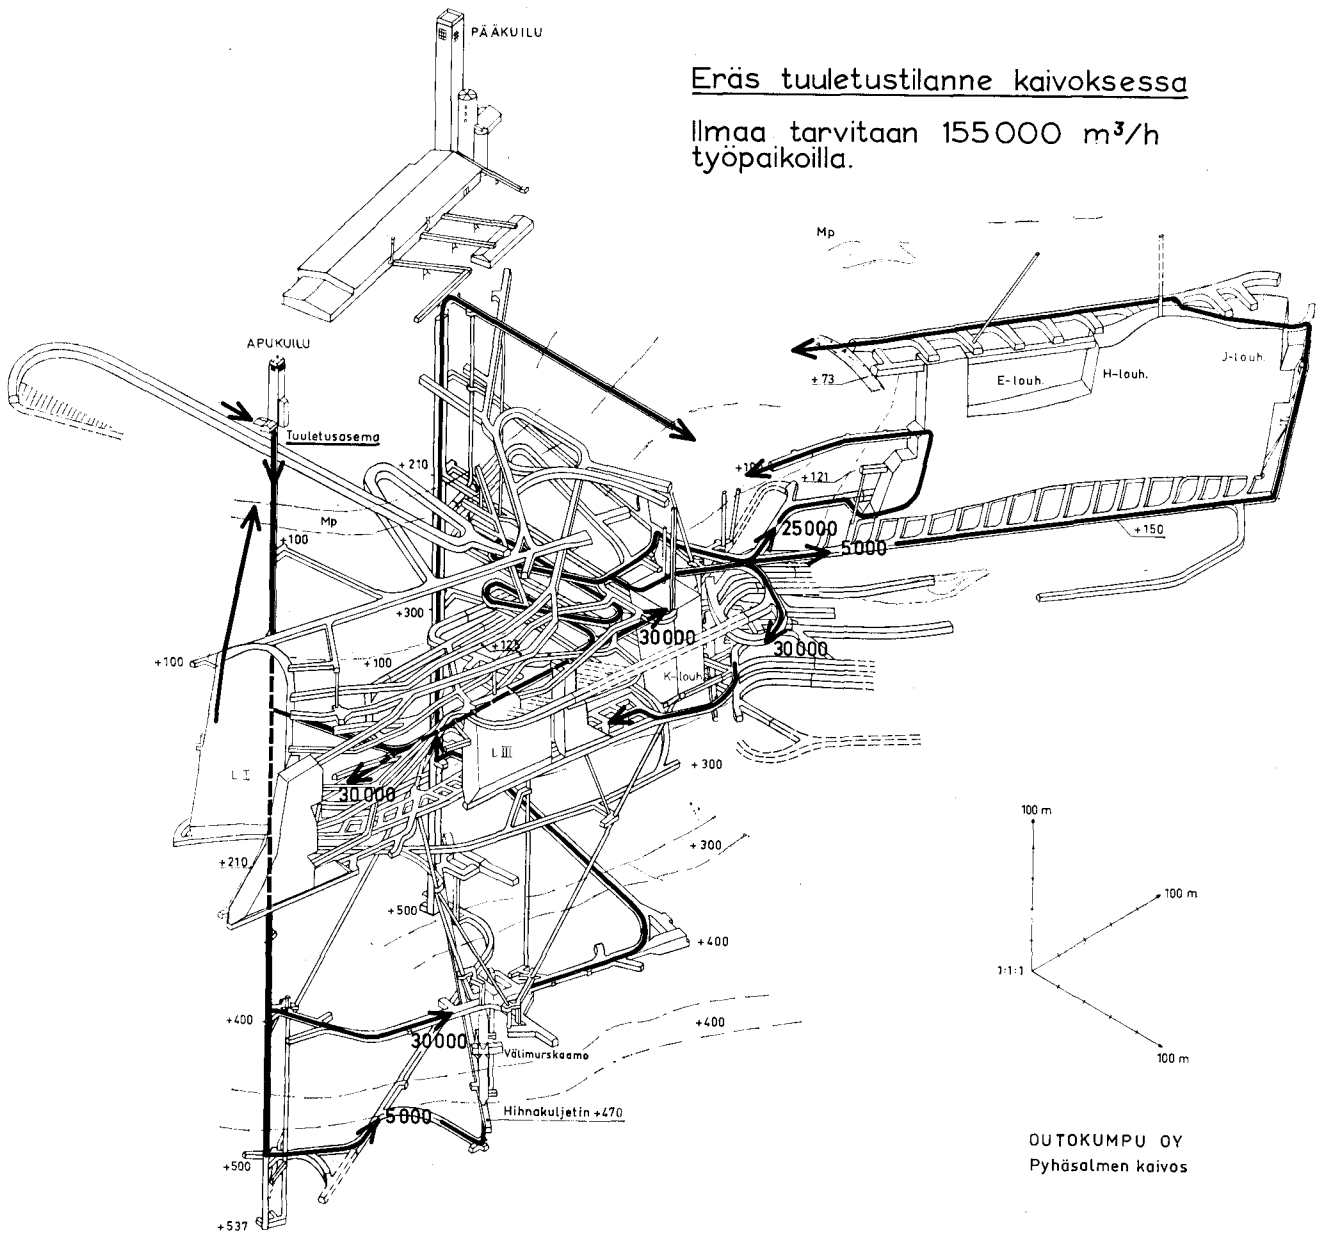 PÄÄKUILU
Eräs tuuletustilanne kaivoksessa
Ilmaa tarvitaan 155000 m³/h
työpaikoilla.
Mp
APUKUILU
J-louh.
H-louh.
E-louh.
+73
Tuuletusasema
+210
+121
Mp
+100
25000
5000
+150
+300
30000
+122
30000
+100
+100
K-louh.
L I
L III
+300
30000
100 m
+300
+210
100 m
+500
+400
1:1:1
+400
+400
30000
Välimurskaamo
100 m
5000
Hihnakuljetin +470
OUTOKUMPU OY
Pyhäsalmen kaivos
+500
+537